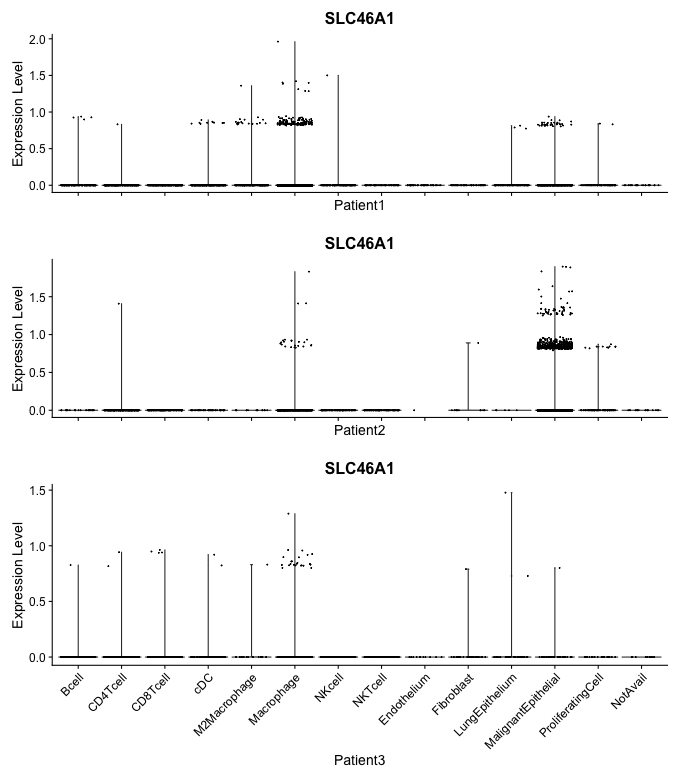 SLC46A1
Expression Level
2.0
1.5
1.0
0.5
0.0
Patient1
SLC46A1
Expression Level
1.5
1.0
0.5
0.0
Patient2
SLC46A1
Expression Level
1.5
1.0
0.5
0.0
Bcell
CD4Tcell
CD8Tcell
cDC
M2Macrophage
Macrophage
NKcell
NKTcell
Endothelium
Fibroblast
LungEpithelium
MalignantEpithelial
ProliferatingCell
NotAvail
Patient3